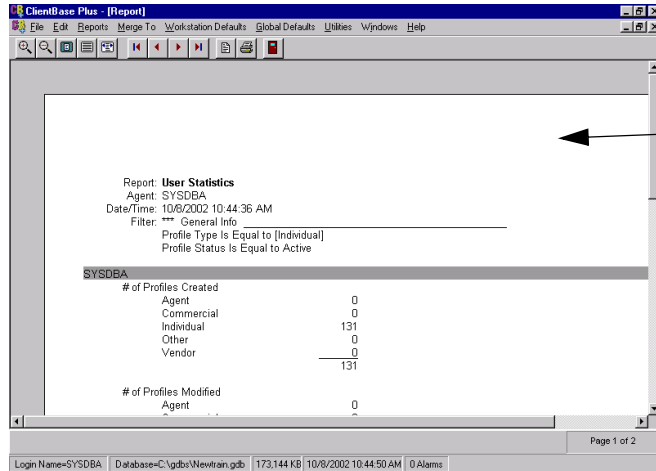 ClientBase Plus - [Report]
File Edit Reports Merge To Workstation Defaults Global Defaults Utilities Windows Help
Report: User Statistics
Agent: SYSDBA
Date/Time: 10/8/2002 10:44:36 AM
Filter: *** General Info
Profile Type Is Equal to [Individual]
Profile Status Is Equal to Active
SYSDBA
# of Profiles Created
Agent 0
Commercial 0
Individual 131
Other 0
Vendor 0
131
# of Profiles Modified
Agent 0
Page 1 of 2
Login Name=SYSDBA Database=C:\gdbs\Newtrain.gdb 173,144 KB 10/8/2002 10:44:50 AM 0 Alarms